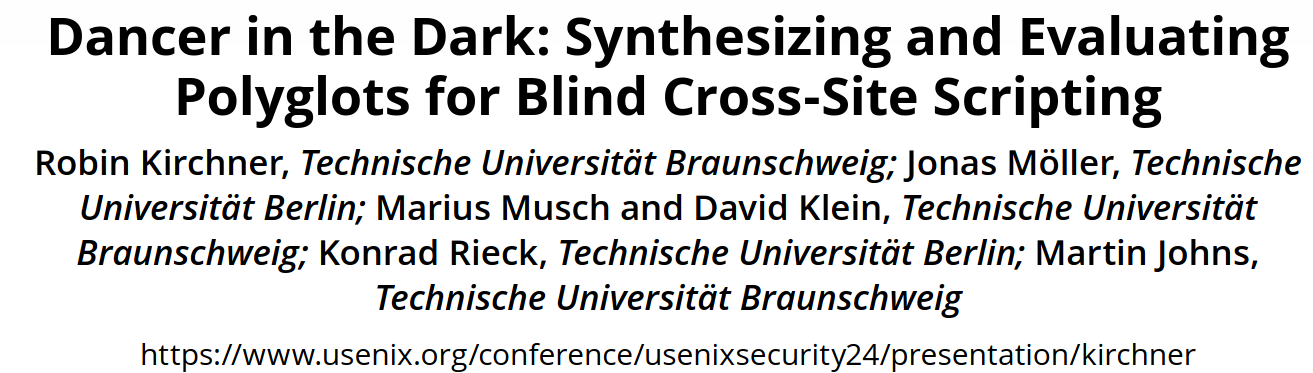 Dancer in the Dark: Synthesizing and Evaluating
Polyglots for Blind Cross-Site Scripting
Robin Kirchner, Technische Universität Braunschweig; Jonas Möller, Technische
Universität Berlin; Marius Musch and David Klein, Technische Universität
Braunschweig; Konrad Rieck, Technische Universität Berlin; Martin Johns,
Technische Universität Braunschweig
https://www.usenix.org/conference/usenixsecurity24/presentation/kirchner